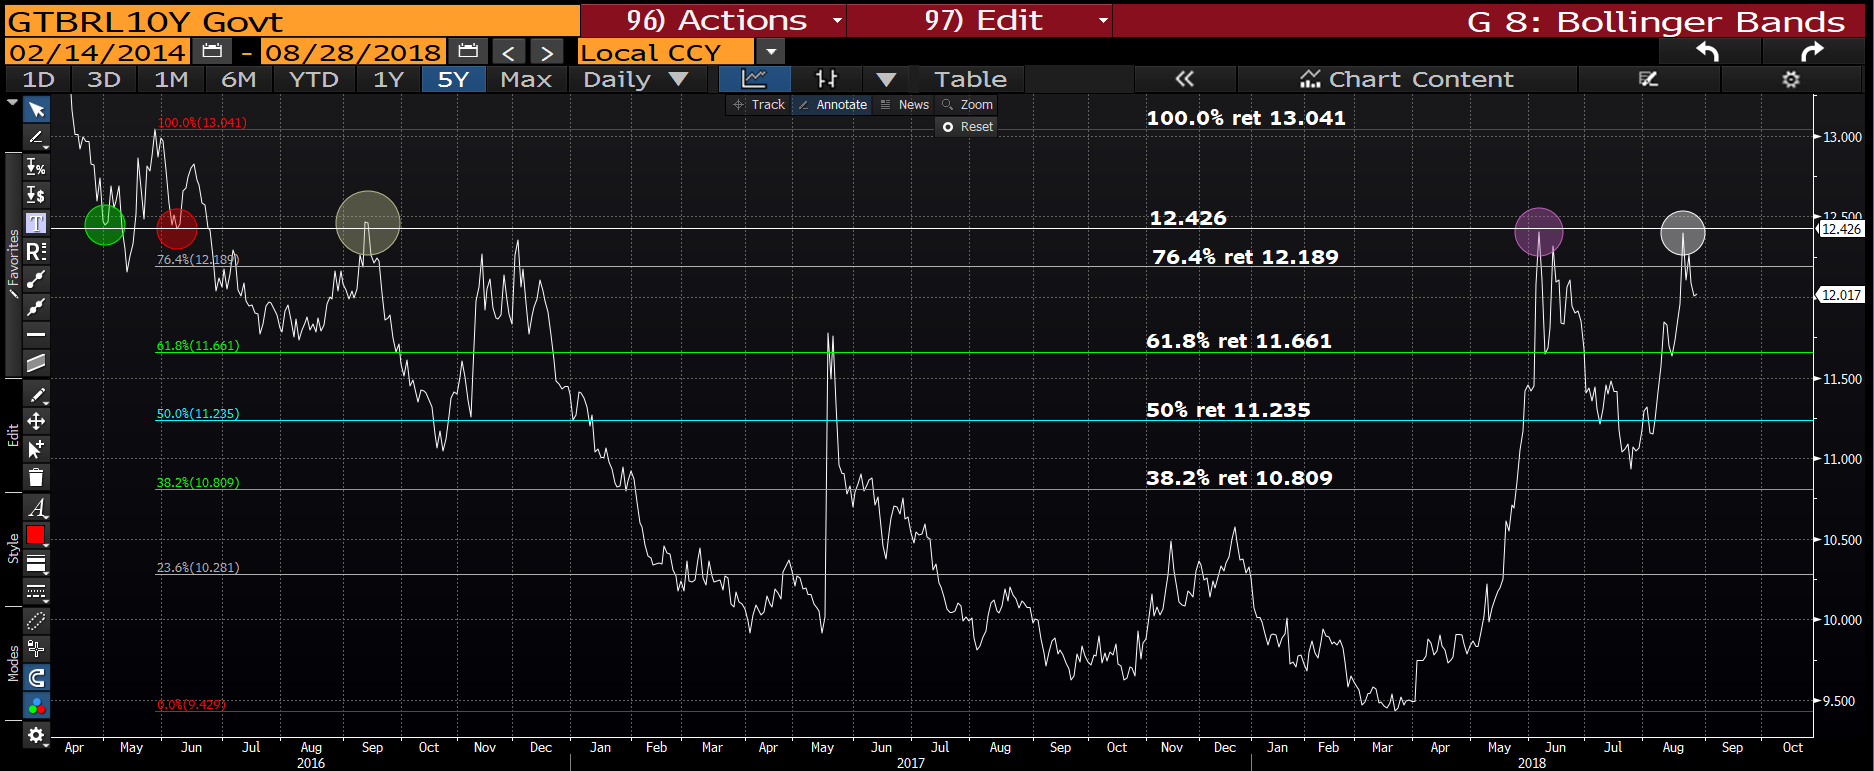 GTBRL10Y Govt 96) Actions 97) Edit G 8: Bollinger Bands
02/14/2014 - 08/28/2018 < > Local CCY
1D 3D 1M 6M YTD 1Y 5Y Max Daily Table « Chart Content
Track Annotate News Zoom
Reset
100.0%(13.041)
100.0% ret 13.041
13.000
12.500
12.426
12.426
76.4%(12.189)
76.4% ret 12.189
12.017
61.8%(11.661)
61.8% ret 11.661
11.500
50.0%(11.235)
50% ret 11.235
11.000
38.2%(10.809)
38.2% ret 10.809
10.500
23.6%(10.281)
10.000
0.0%(9.429)
9.500
%
$
T
R
Favorites
Edit
A
Style
Modes
Apr May Jun Jul Aug Sep Oct Nov Dec Jan Feb Mar Apr May Jun Jul Aug Sep Oct Nov Dec Jan Feb Mar Apr May Jun Jul Aug Sep Oct
2016 2017 2018